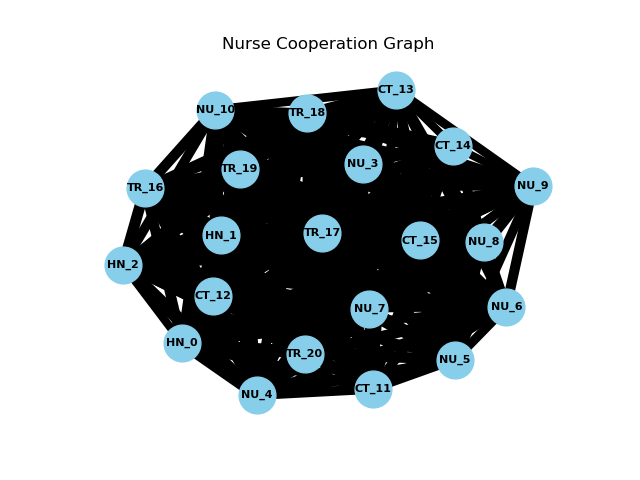 Nurse Cooperation Graph
CT_13
NU_10
TR_18
CT_14
NU_3
TR_19
NU_9
TR_16
TR_17
HN_1
CT_15
NU_8
HN_2
CT_12
NU_6
NU_7
HN_0
TR_20
NU_5
CT_11
NU_4